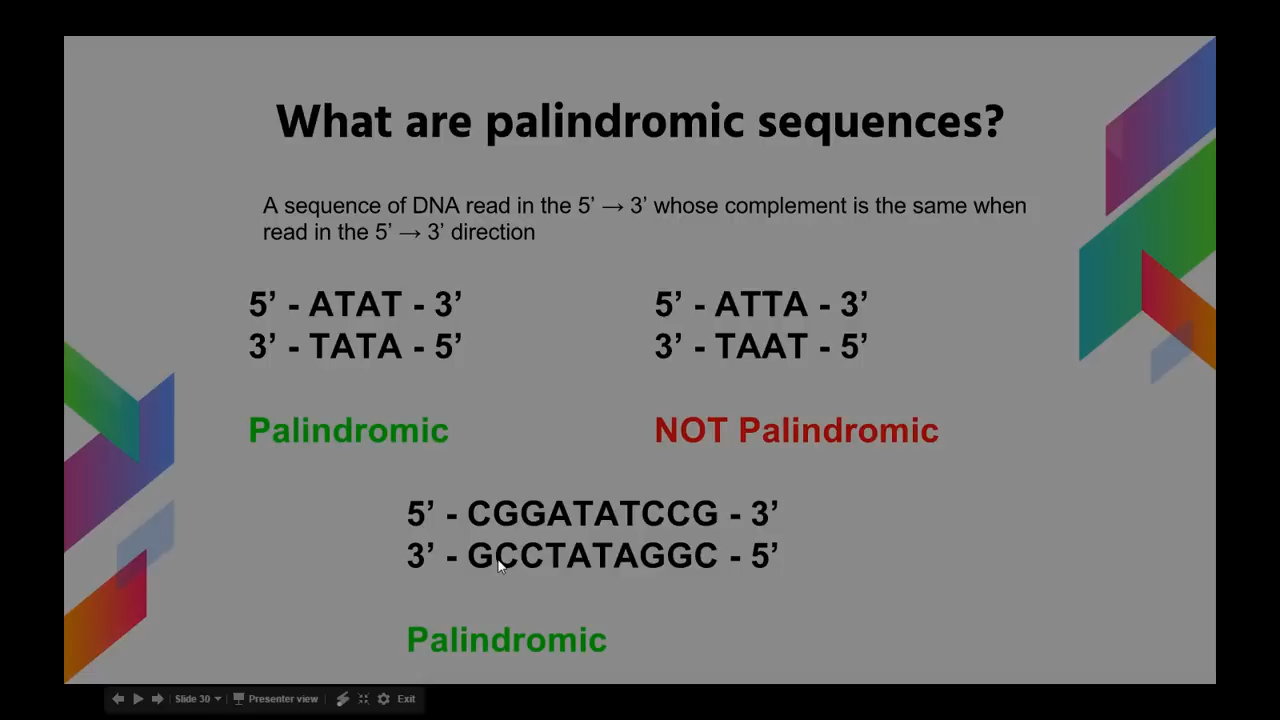 What are palindromic sequences?
A sequence of DNA read in the 5’ → 3’ whose complement is the same when
read in the 5’ → 3’ direction
5’ - ATAT - 3’
3’ - TATA - 5’
Palindromic
5’ - ATTA - 3’
3’ - TAAT - 5’
NOT Palindromic
5’ - CGGATATCCG - 3’
3’ - GCCTATAGGC - 5’
Palindromic
Slide 30 Presenter view Exit